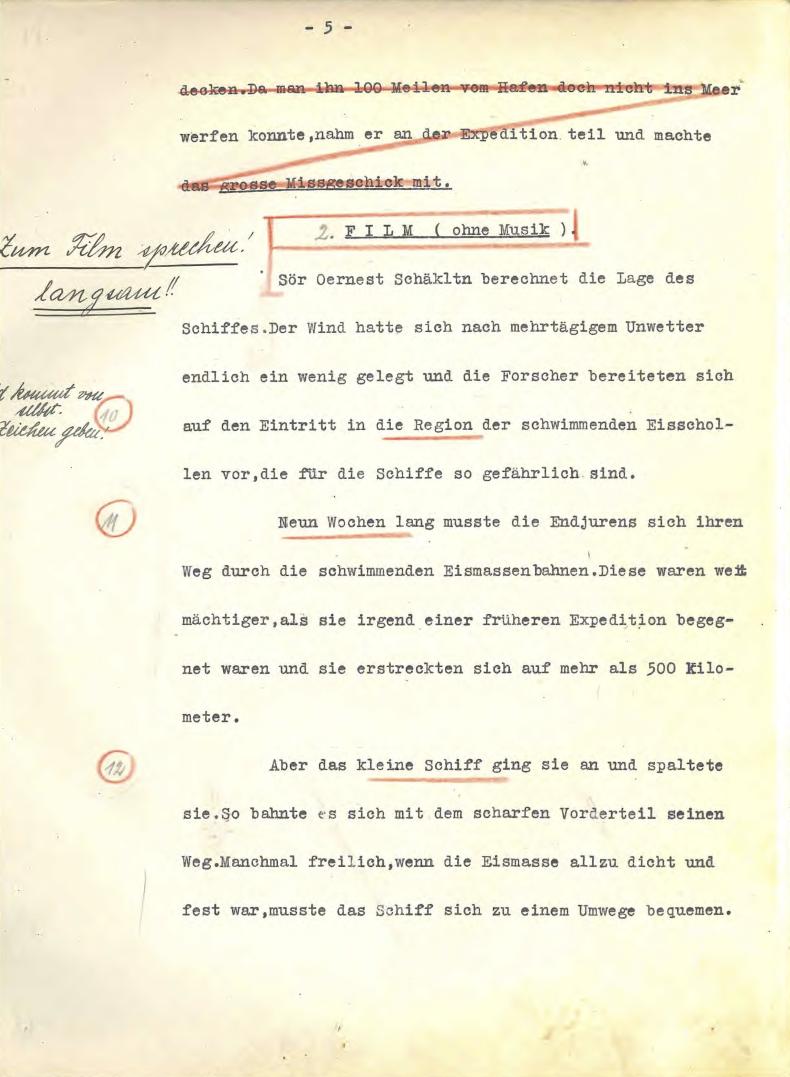 - 5 -
decken.Da man ihn 100 Meilen vom Hafen doch nicht ins Meer
werfen konnte,nahm er an der Expedition teil und machte
das grosse Missgeschick mit.
2. F I L M ( ohne Musik ).
Zum Film sprechen!
langsam!!
Sör Oernest Schäkltn berechnet die Lage des
Schiffes.Der Wind hatte sich nach mehrtägigem Unwetter
endlich ein wenig gelegt und die Forscher bereiteten sich
kommt von
selbst.
Zeichen geben!
10
auf den Eintritt in die Region der schwimmenden Eisschol-
len vor,die für die Schiffe so gefährlich sind.
11
Neun Wochen lang musste die Endjurens sich ihren
Weg durch die schwimmenden Eismassenbahnen.Diese waren weit
mächtiger,als sie irgend einer früheren Expedition begeg-
net waren und sie erstreckten sich auf mehr als 500 Kilo-
meter.
12
Aber das kleine Schiff ging sie an und spaltete
sie.So bahnte es sich mit dem scharfen Vorderteil seinen
Weg.Manchmal freilich,wenn die Eismasse allzu dicht und
fest war,musste das Schiff sich zu einem Umwege bequemen.